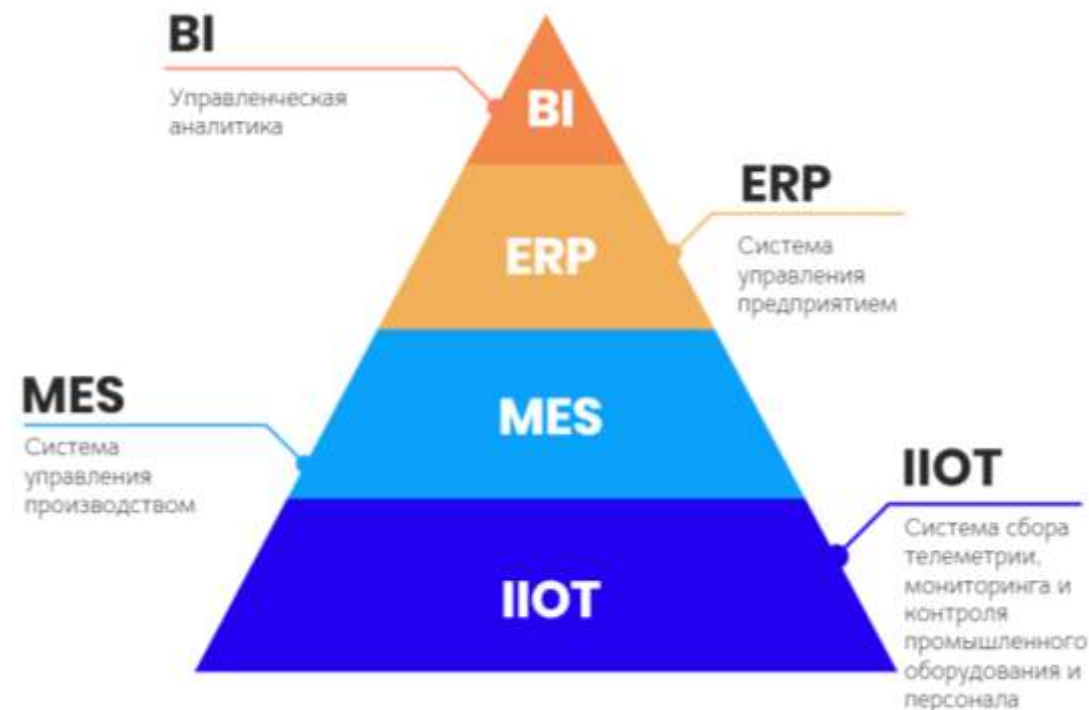 BI
Управленческая
аналитика
BI
ERP
Система
управления
предприятием
ERP
MES
Система
управления
производством
MES
IIOT
Система сбора
телеметрии,
мониторинга и
контроля
промышленного
оборудования и
персонала
IIOT